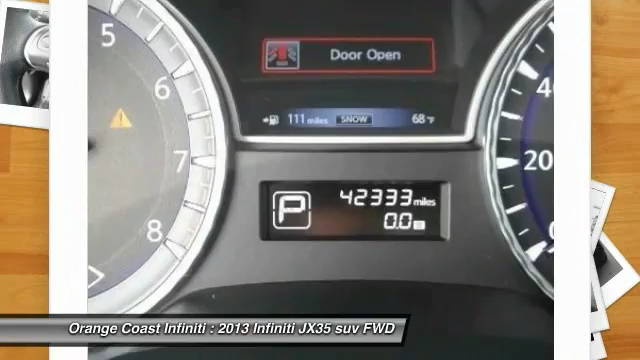 5
6
7
8
Door Open
111 miles SNOW 68 °F
P
42333 miles
0.0
40
20
0
Orange Coast Infiniti : 2013 Infiniti JX35 suv FWD